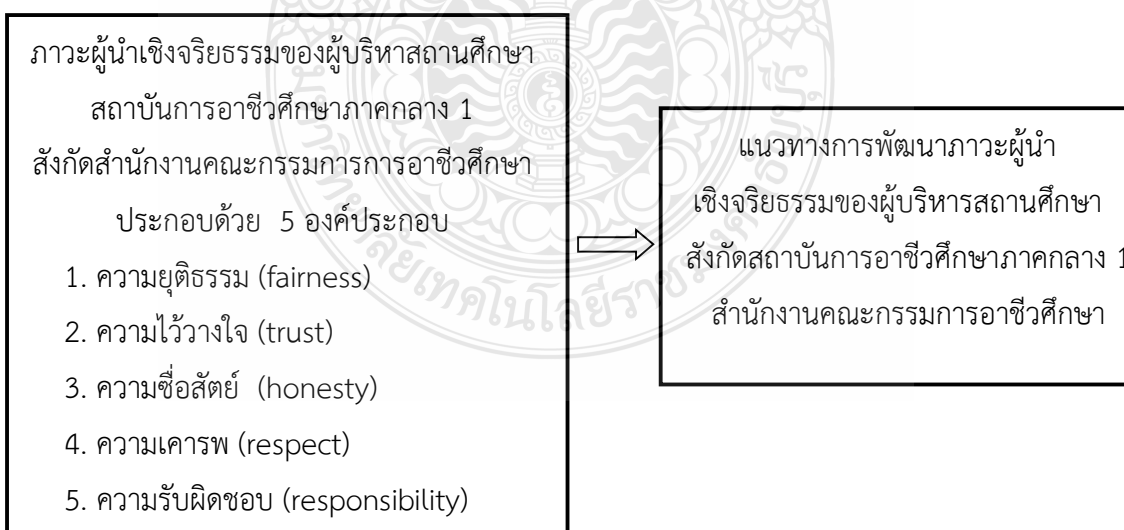 ภาวะผู้นำเชิงจริยธรรมของผู้บริหาสถานศึกษา
สถาบันการอาชีวศึกษาภาคกลาง 1
สังกัดสำนักงานคณะกรรมการการอาชีวศึกษา
ประกอบด้วย 5 องค์ประกอบ
1. ความยุติธรรม (fairness)
2. ความไว้วางใจ (trust)
3. ความซื่อสัตย์ (honesty)
4. ความเคารพ (respect)
5. ความรับผิดชอบ (responsibility)
แนวทางการพัฒนาภาวะผู้นำ
เชิงจริยธรรมของผู้บริหารสถานศึกษา
สังกัดสถาบันการอาชีวศึกษาภาคกลาง 1
สำนักงานคณะกรรมการอาชีวศึกษา